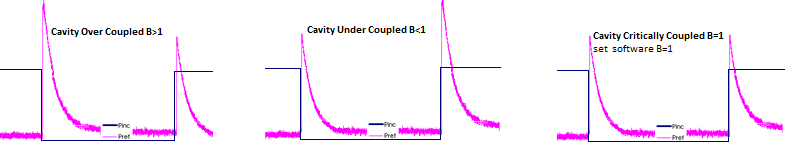 Cavity Over Coupled B>1
Pinc
Pref
Cavity Under Coupled B<1
Pinc
Pref
Cavity Critically Coupled B=1
set software B=1
Pinc
Pref